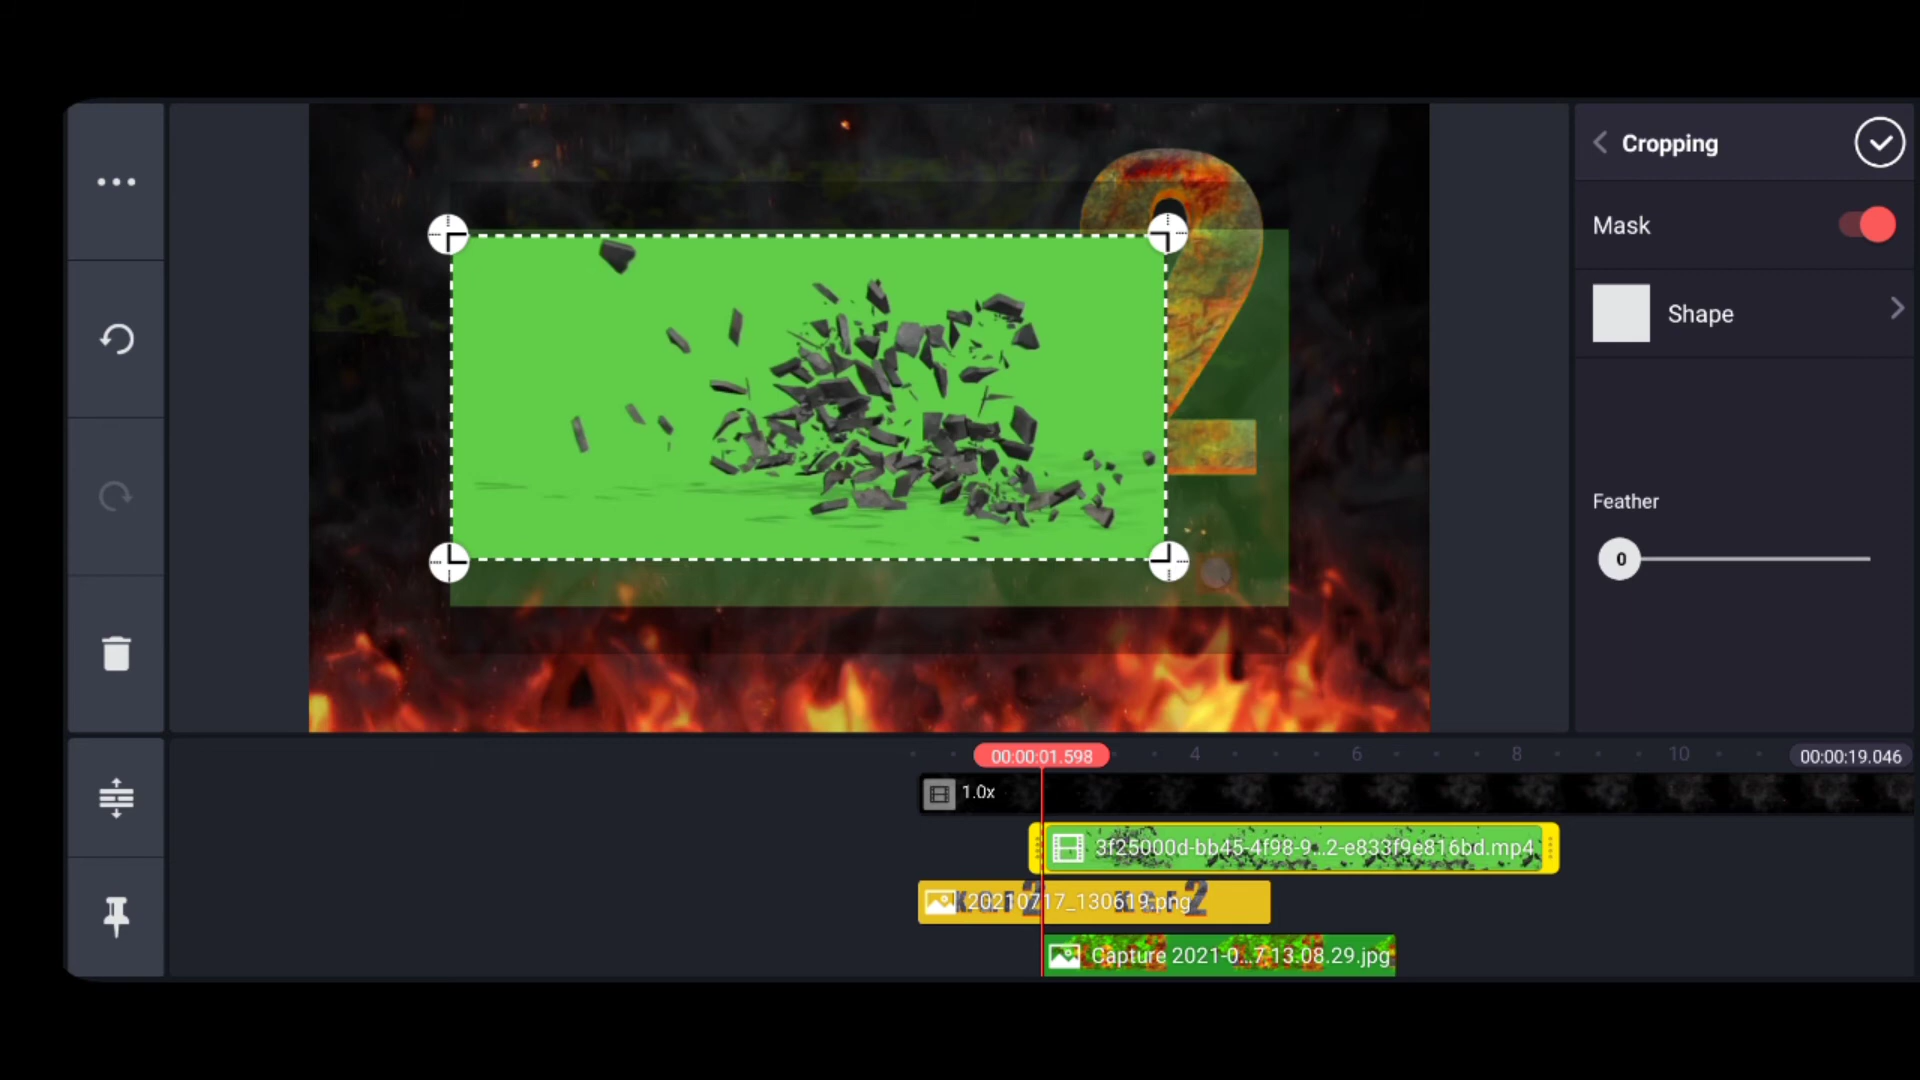 Cropping
Mask
Shape
Feather
0
2
00:00:01.598
4
6
8
10
00:00:19.046
1.0x
3f25000d-bb45-4f98-9...2-e833f9e816bd.mp4
20210717_130619.png
Capture 2021-0...7 13.08.29.jpg